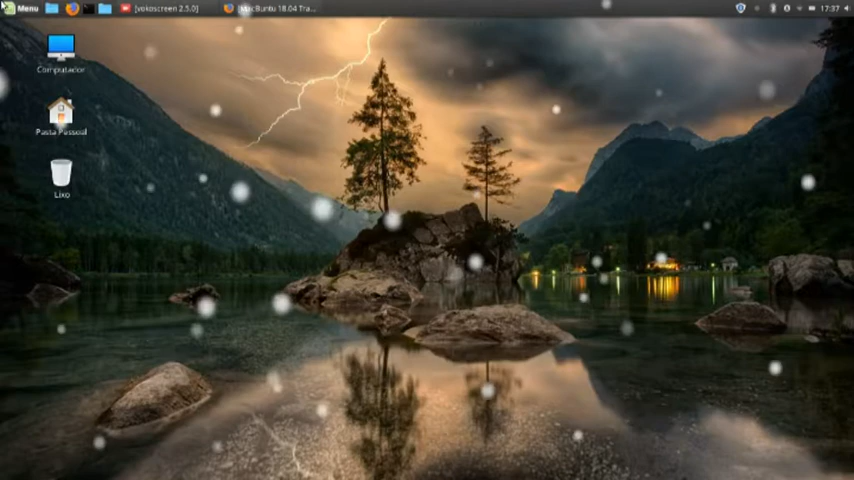 Menu
[vokoscreen 2.5.0]
MacBuntu 18.04 Tra...
17:37
Computador
Pasta Pessoal
Lixo